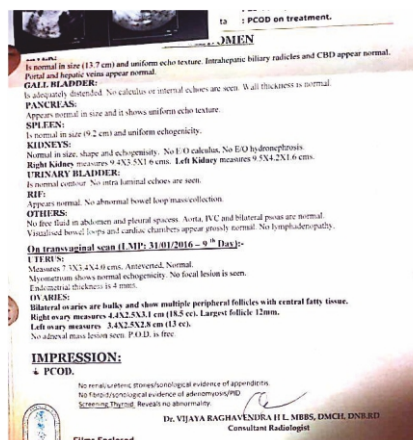 ta : PCOD on treatment.
OMEN
Is normal in size (13.7 cm) and uniform echo texture. Intrahepatic biliary radicles and CBD appear normal.
Portal and hepatic veins appear normal.
GALL BLADDER:
Is adequately distended. No calculus or internal echoes are seen. Wall thickness is normal.
PANCREAS:
Appears normal in size and it shows uniform echo texture.
SPLEEN:
Is normal in size (9.2 cm) and uniform echogenicity.
KIDNEYS:
Normal in size, shape and echogenisity. No E/O calculus, No E/O hydronephrosis.
Right Kidney measures 9.4X3.5X1.6 cms. Left Kidney measures 9.5X4.2X1.6 cms.
URINARY BLADDER:
Is normal contour. No intra luminal echoes are seen.
RIF:
Appears normal. No abnormal bowel loop mass/collection.
OTHERS:
No free fluid in abdomen and pleural spaces. Aorta, IVC and bilateral psoas are normal.
Visualised bowel loops and cardiac chambers appear grossly normal. No lymphadenopathy.
On transvaginal scan (LMP: 31/01/2016 – 9 th Day):-
UTERUS:
Measures 7.3X3.4X4.0 cms. Anteverted, Normal.
Myometrium shows normal echogenicity. No focal lesion is seen.
Endometrial thickness is 4 mms.
OVARIES:
Bilateral ovaries are bulky and show multiple peripheral follicles with central fatty tissue.
Right ovary measures 4.4X2.5X3.1 cm (18.5 cc). Largest follicle 12mm.
Left ovary measures 3.4X2.5X2.8 cm (13 cc).
No adnexal mass lesion seen. P.O.D. is free.
IMPRESSION:
PCOD.
No renal/ureteric stones/sonological evidence of appendicitis.
No fibroid/sonological evidence of adenomyosis/PID
Screening Thyroid: Reveals no abnormality.
Dr. VIJAYA RAGHAVENDRA H L. MBBS, DMCH, DNB.RD
Consultant Radiologist
Films Enclosed